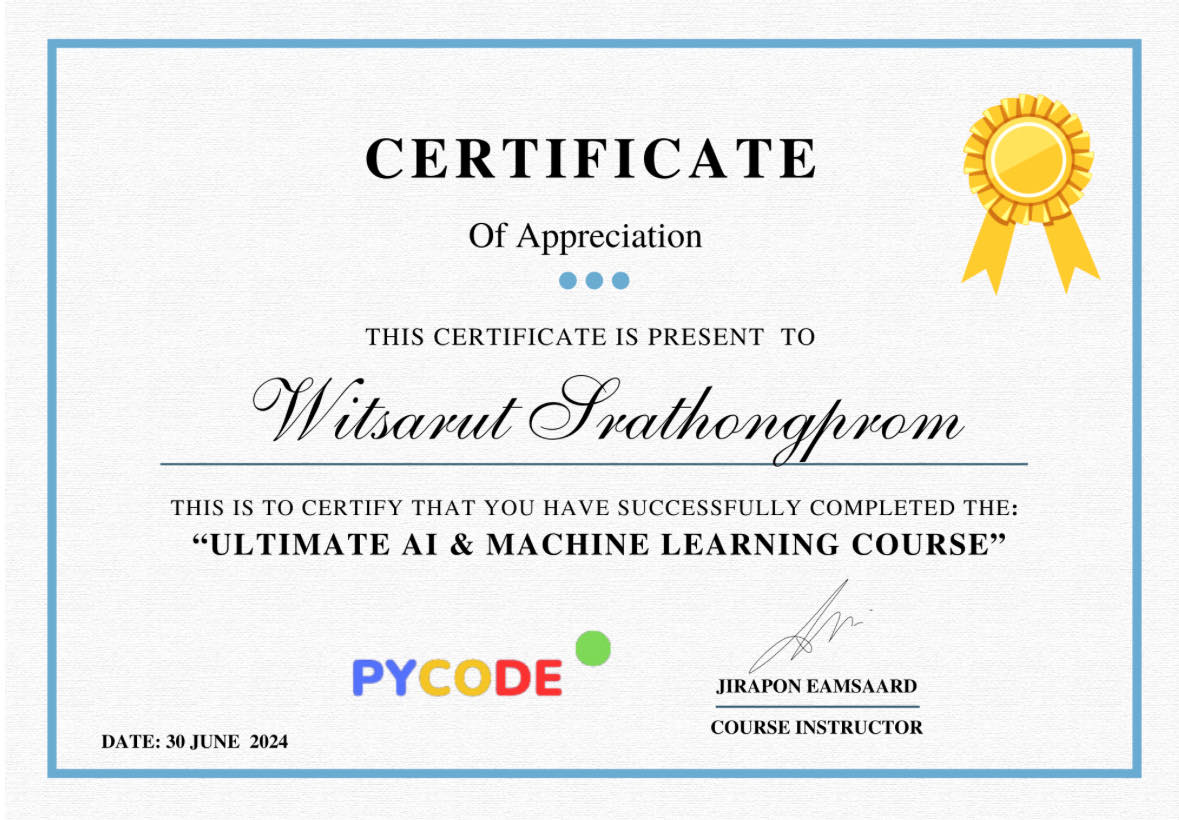 CERTIFICATE
Of Appreciation
THIS CERTIFICATE IS PRESENT TO
Witsarut Srathongprom
THIS IS TO CERTIFY THAT YOU HAVE SUCCESSFULLY COMPLETED THE:
“ULTIMATE AI & MACHINE LEARNING COURSE”
PYCODE
JIRAPON EAMSAARD
COURSE INSTRUCTOR
DATE: 30 JUNE 2024